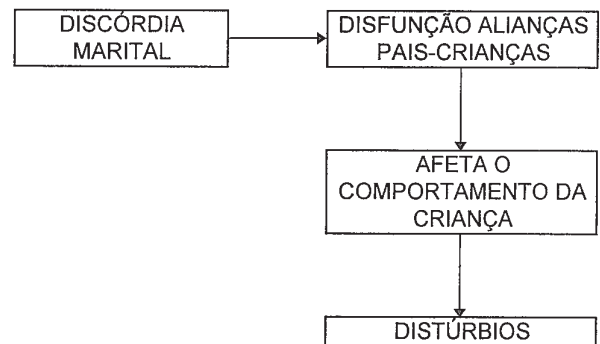 DISCÓRDIA
MARITAL
DISFUNÇÃO ALIANÇAS
PAIS-CRIANÇAS
AFETA O
COMPORTAMENTO DA
CRIANÇA
DISTÚRBIOS